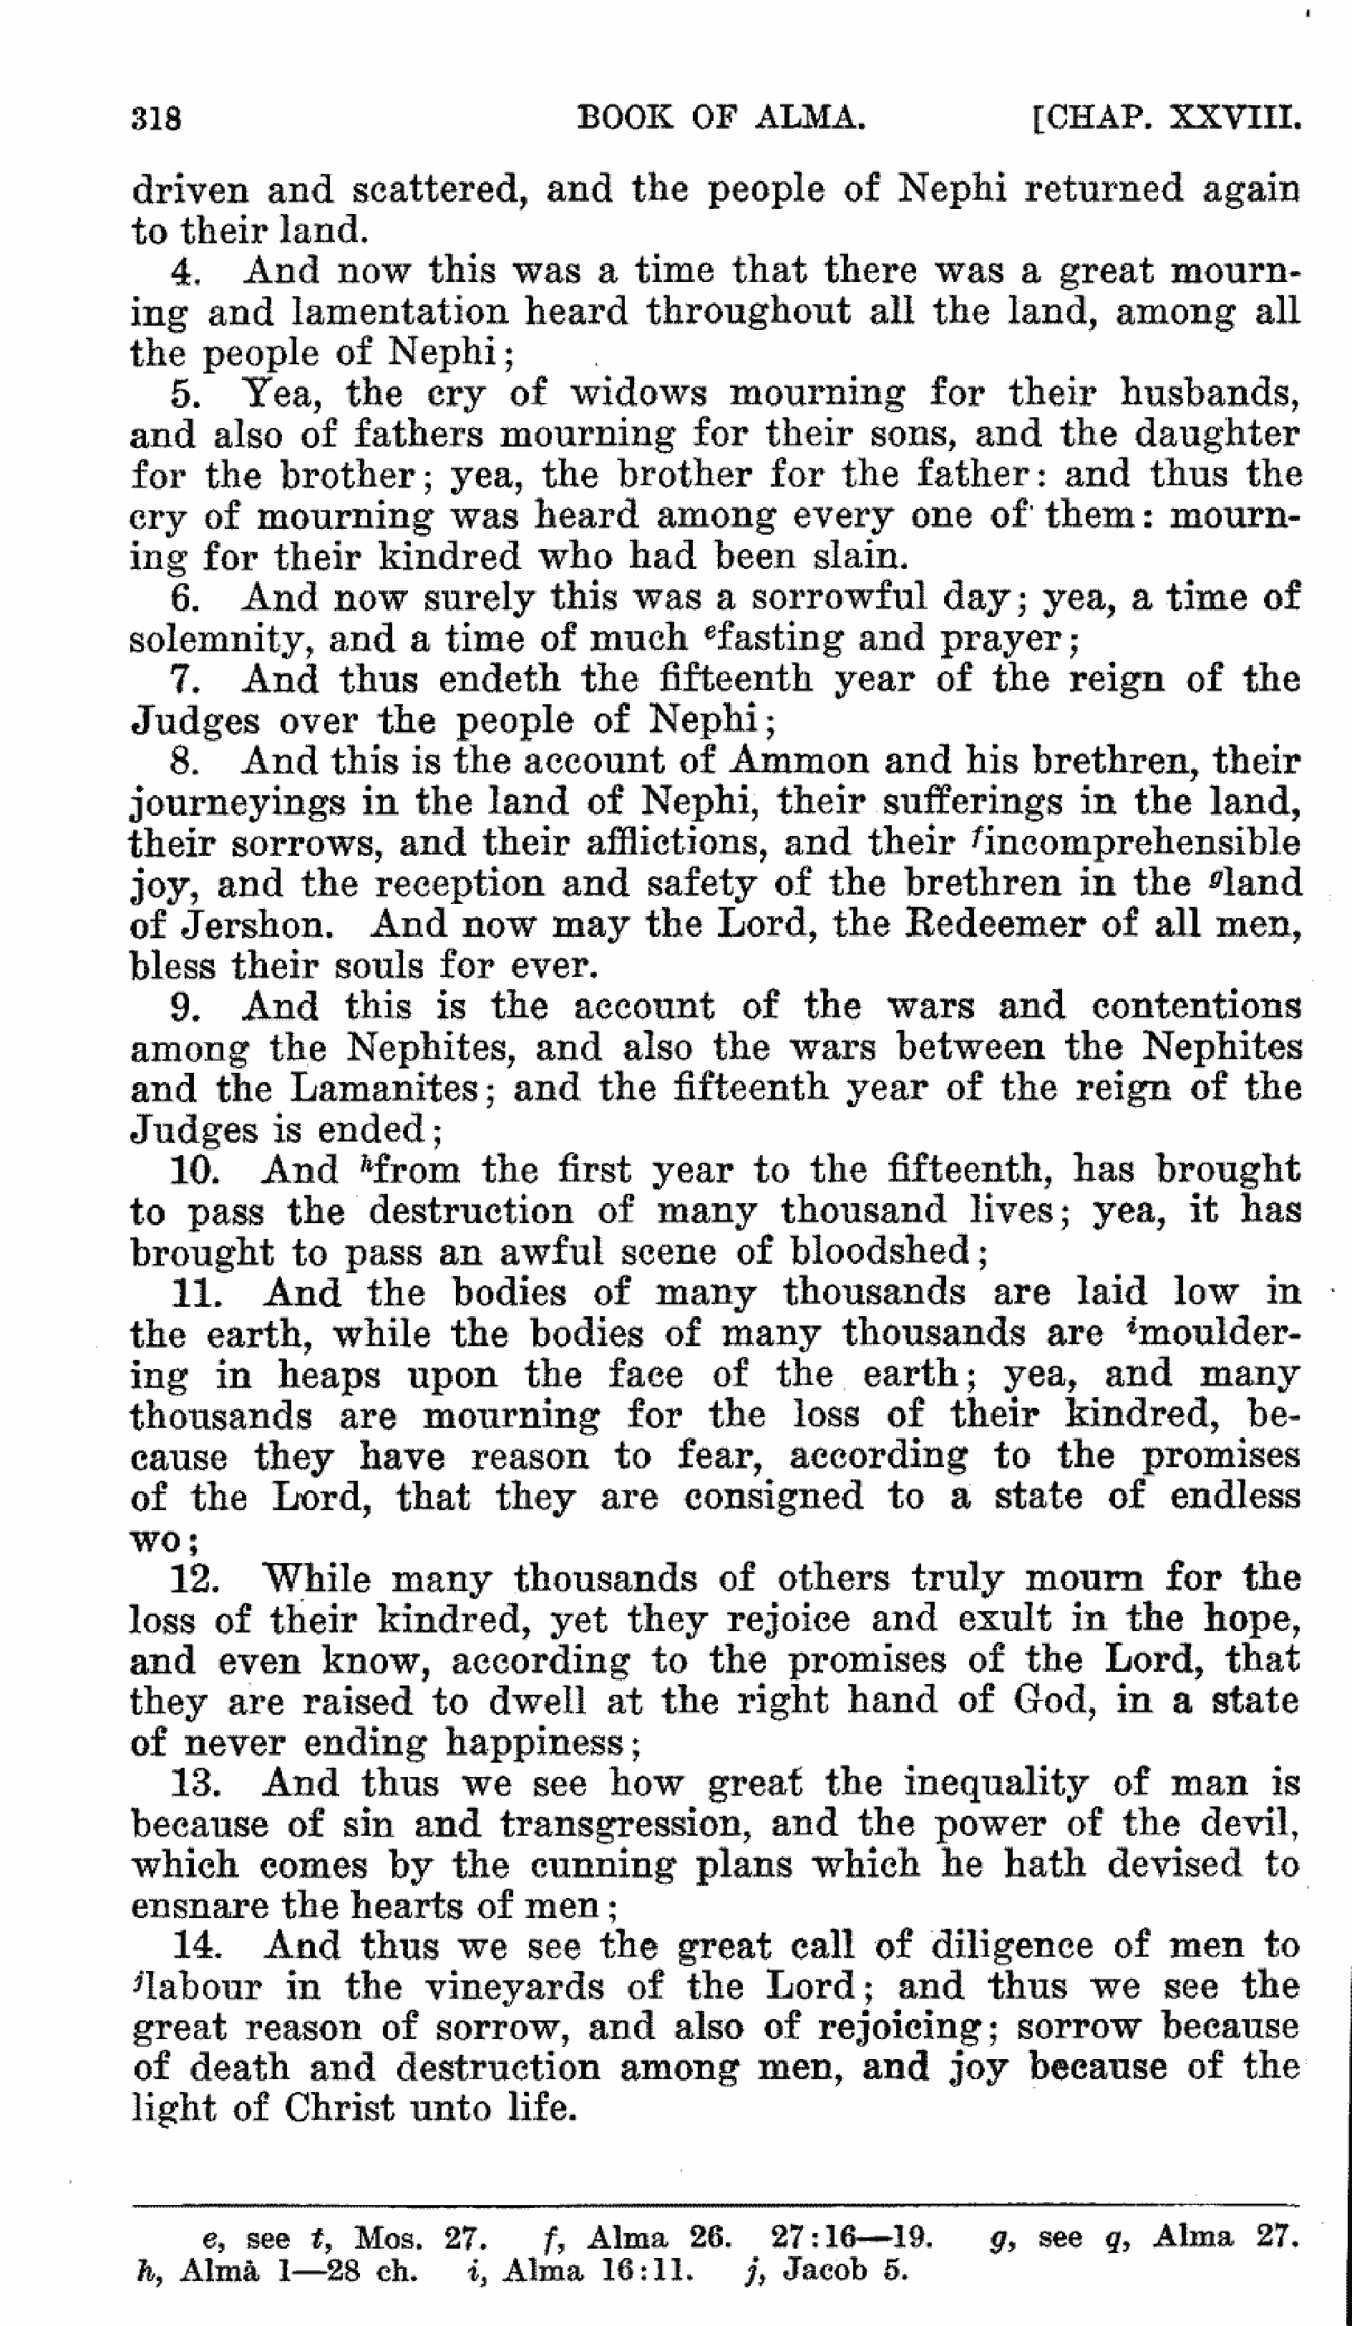 318 BOOK OF ALMA. [CHAP. XXVIII.
driven and scattered, and the people of Nephi returned again
to their land.
4. And now this was a time that there was a great mourn-
ing and lamentation heard throughout all the land, among all
the people of Nephi;
5. Yea, the cry of widows mourning for their husbands,
and also of fathers mourning for their sons, and the daughter
for the brother; yea, the brother for the father: and thus the
cry of mourning was heard among every one of them: mourn-
ing for their kindred who had been slain.
6. And now surely this was a sorrowful day; yea, a time of
solemnity, and a time of much ᵉfasting and prayer;
7. And thus endeth the fifteenth year of the reign of the
Judges over the people of Nephi;
8. And this is the account of Ammon and his brethren, their
journeyings in the land of Nephi, their sufferings in the land,
their sorrows, and their afflictions, and their ᶠincomprehensible
joy, and the reception and safety of the brethren in the ᵍland
of Jershon. And now may the Lord, the Redeemer of all men,
bless their souls for ever.
9. And this is the account of the wars and contentions
among the Nephites, and also the wars between the Nephites
and the Lamanites; and the fifteenth year of the reign of the
Judges is ended;
10. And ʰfrom the first year to the fifteenth, has brought
to pass the destruction of many thousand lives; yea, it has
brought to pass an awful scene of bloodshed;
11. And the bodies of many thousands are laid low in
the earth, while the bodies of many thousands are ⁱmoulder-
ing in heaps upon the face of the earth; yea, and many
thousands are mourning for the loss of their kindred, be-
cause they have reason to fear, according to the promises
of the Lord, that they are consigned to a state of endless
wo;
12. While many thousands of others truly mourn for the
loss of their kindred, yet they rejoice and exult in the hope,
and even know, according to the promises of the Lord, that
they are raised to dwell at the right hand of God, in a state
of never ending happiness;
13. And thus we see how great the inequality of man is
because of sin and transgression, and the power of the devil,
which comes by the cunning plans which he hath devised to
ensnare the hearts of men;
14. And thus we see the great call of diligence of men to
ʲlabour in the vineyards of the Lord; and thus we see the
great reason of sorrow, and also of rejoicing; sorrow because
of death and destruction among men, and joy because of the
light of Christ unto life.
e, see t, Mos. 27. f, Alma 26. 27:16—19. g, see q, Alma 27.
h, Alma 1—28 ch. i, Alma 16:11. j, Jacob 5.